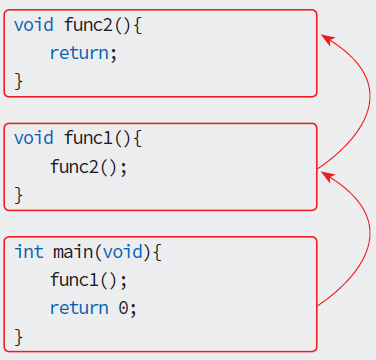 void func2(){
return;
}
void func1(){
func2();
}
int main(void){
func1();
return 0;
}